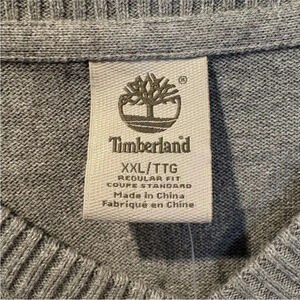 ®
Timberland
XXL/TTG
REGULAR FIT
COUPE STANDARD
Made in China
Fabriqué en Chine